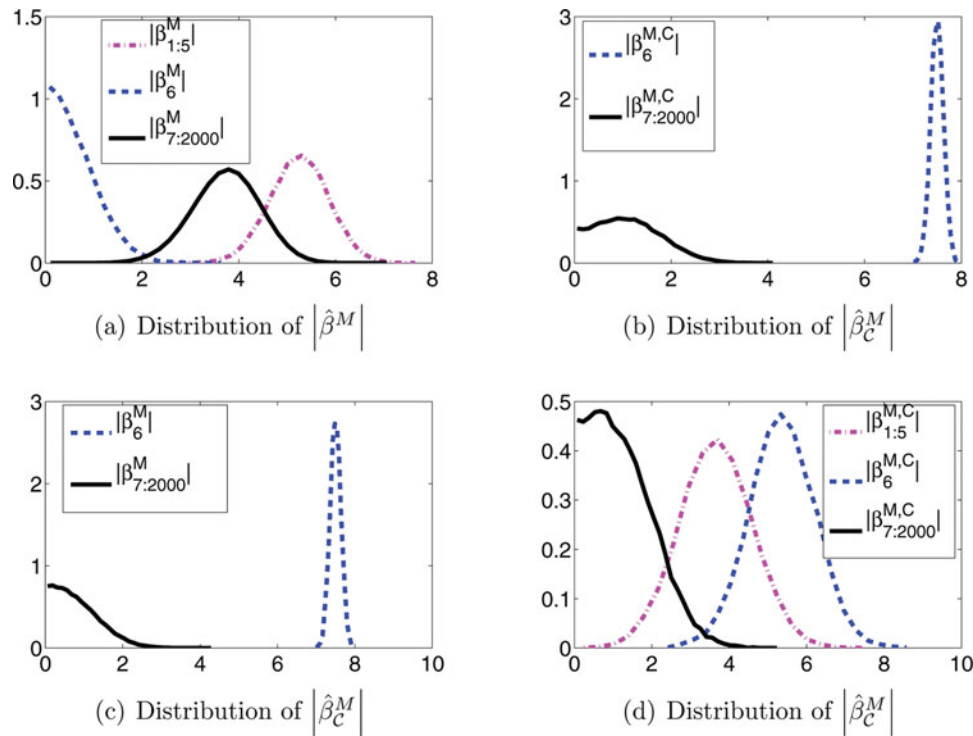 1.5
1
0.5
0
0 2 4 6 8
|β^M_{1:5}|
|β^M_6|
|β^M_{7:2000}|
(a) Distribution of |β̂^M|
3
2
1
0
0 2 4 6 8
|β^{M,C}_6|
|β^{M,C}_{7:2000}|
(b) Distribution of |β̂^M_𝒞|
3
2
1
0
0 2 4 6 8 10
|β^M_6|
|β^M_{7:2000}|
(c) Distribution of |β̂^M_𝒞|
0.5
0.4
0.3
0.2
0.1
0
0 2 4 6 8 10
|β^{M,C}_{1:5}|
|β^{M,C}_6|
|β^{M,C}_{7:2000}|
(d) Distribution of |β̂^M_𝒞|